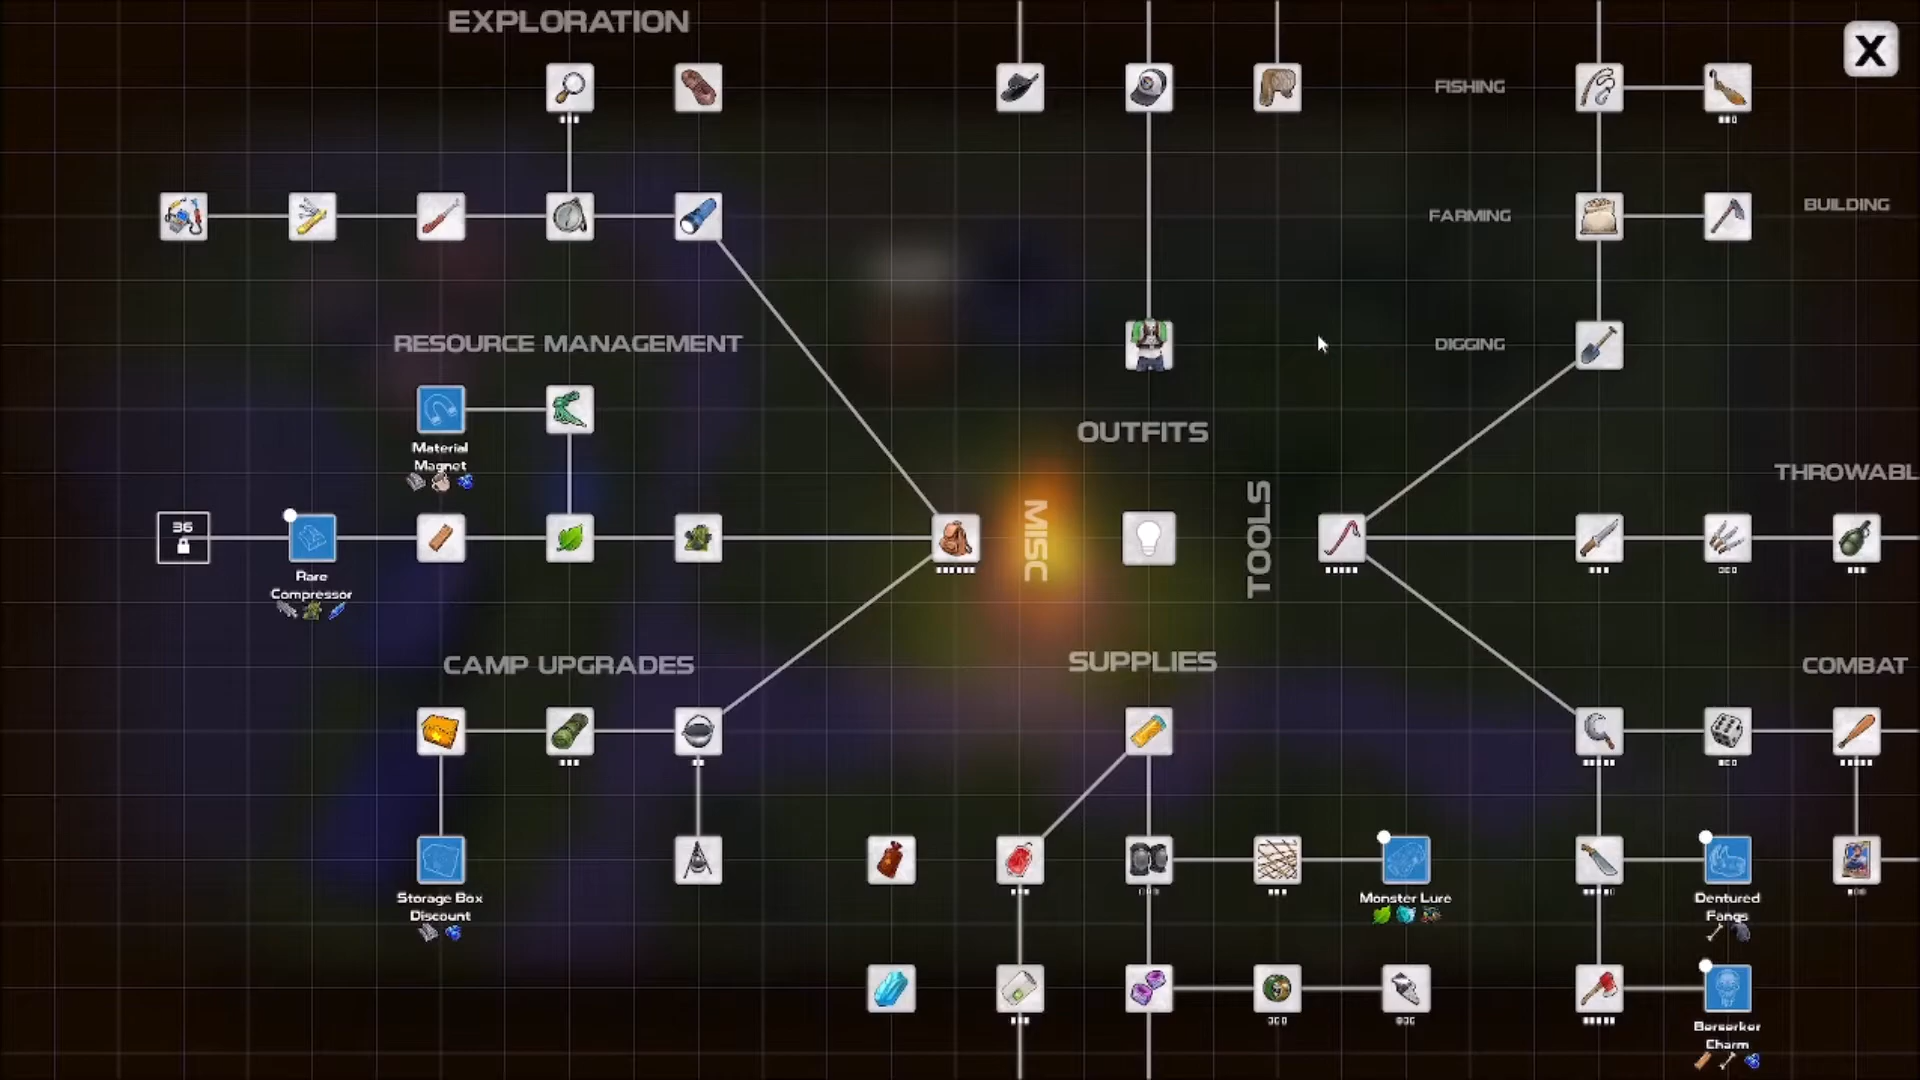 EXPLORATION
X
FISHING
FARMING
BUILDING
RESOURCE MANAGEMENT
DIGGING
Material
Magnet
OUTFITS
THROWABL
36
MISC
TOOLS
Rare
Compressor
CAMP UPGRADES
SUPPLIES
COMBAT
Storage Box
Discount
Monster Lure
Dentured
Fangs
Berserker
Charm